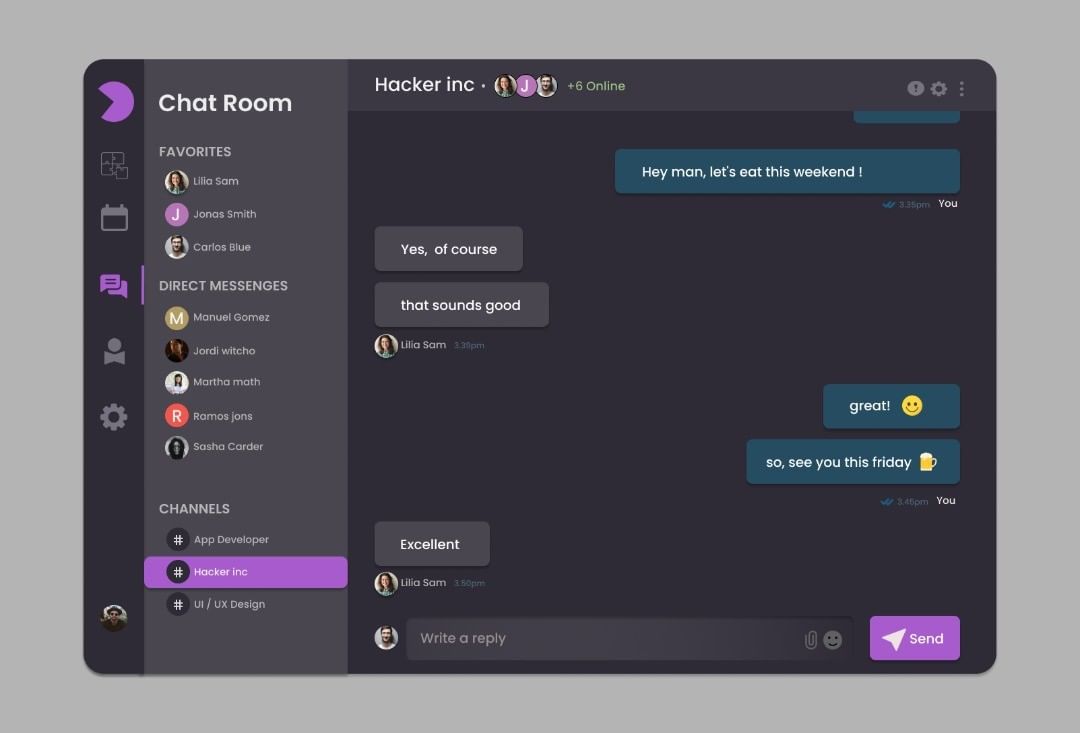 Chat Room
FAVORITES
Lilia Sam
J Jonas Smith
Carlos Blue
DIRECT MESSENGES
M Manuel Gomez
Jordi witcho
Martha math
R Ramos jons
Sasha Carder
CHANNELS
# App Developer
# Hacker inc
# UI / UX Design
Hacker inc • J +6 Online
Hey man, let's eat this weekend !
3.35pm You
Yes, of course
that sounds good
Lilia Sam 3.39pm
great! 🙂
so, see you this friday 🍺
3.45pm You
Excellent
Lilia Sam 3.50pm
Write a reply
Send